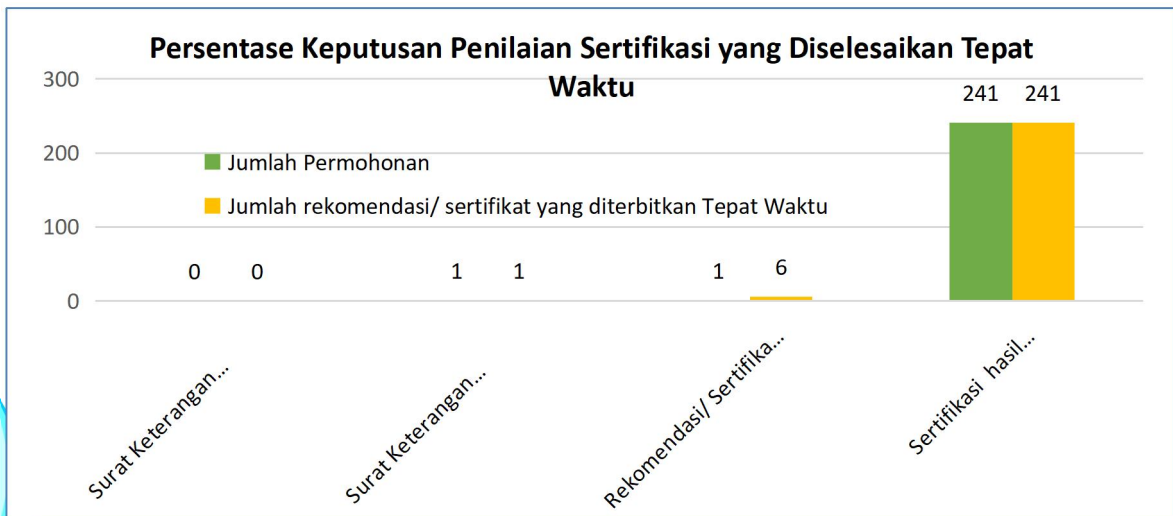 Persentase Keputusan Penilaian Sertifikasi yang Diselesaikan Tepat
Waktu
300
200
100
0
Jumlah Permohonan
Jumlah rekomendasi/ sertifikat yang diterbitkan Tepat Waktu
0 0
1 1
1 6
241 241
Surat Keterangan...
Surat Keterangan...
Rekomendasi/ Sertifika...
Sertifikasi hasil...